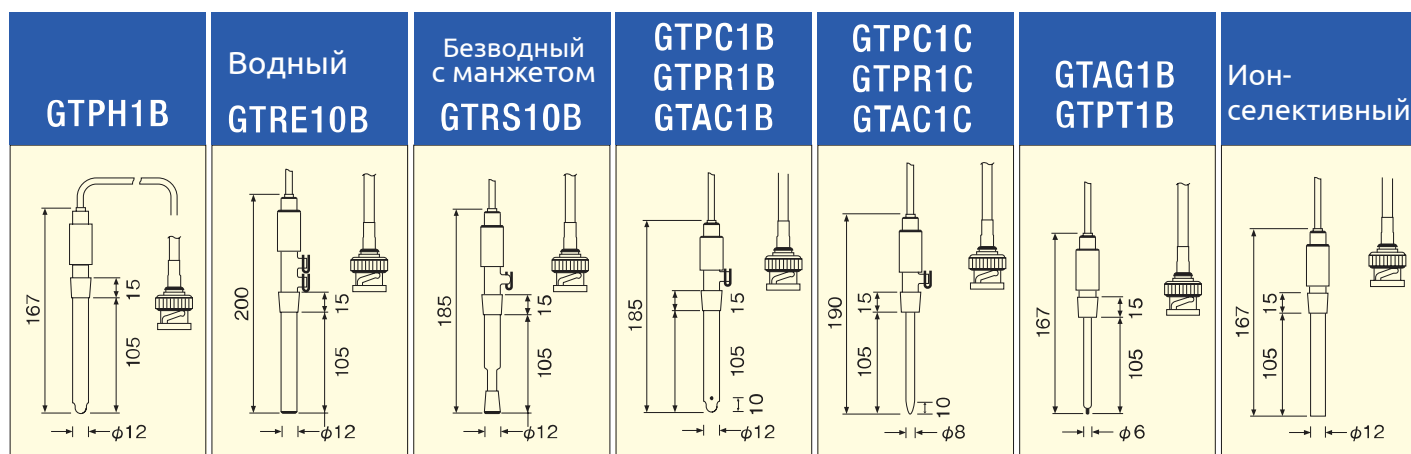 GTPH1B
Водный
GTRE10B
Безводный
с манжетом
GTRS10B
GTPC1B
GTPR1B
GTAC1B
GTPC1C
GTPR1C
GTAC1C
GTAG1B
GTPT1B
Ион-
селективный
167
15
105
φ12
200
15
105
φ12
185
15
105
φ12
185
15
105
10
φ12
190
15
105
10
φ8
167
15
105
φ6
167
15
105
φ12